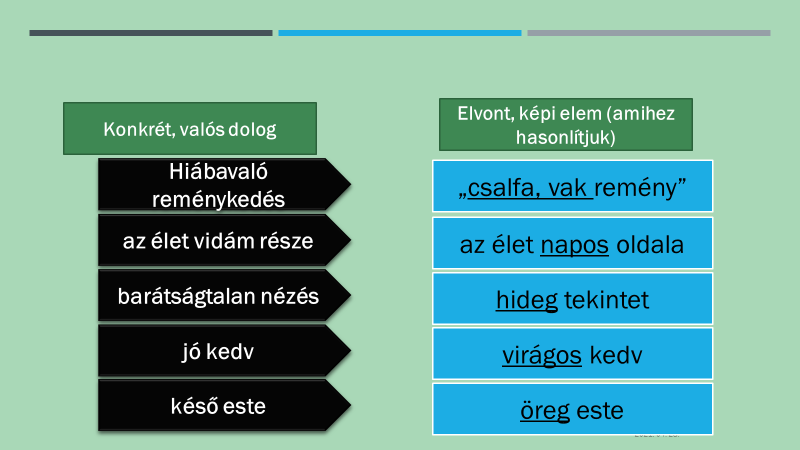 Konkrét, valós dolog
Elvont, képi elem (amihez
hasonlítjuk)
Hiábavaló
reménykedés
„csalfa, vak remény”
az élet vidám része
az élet napos oldala
barátságtalan nézés
hideg tekintet
jó kedv
virágos kedv
késő este
öreg este